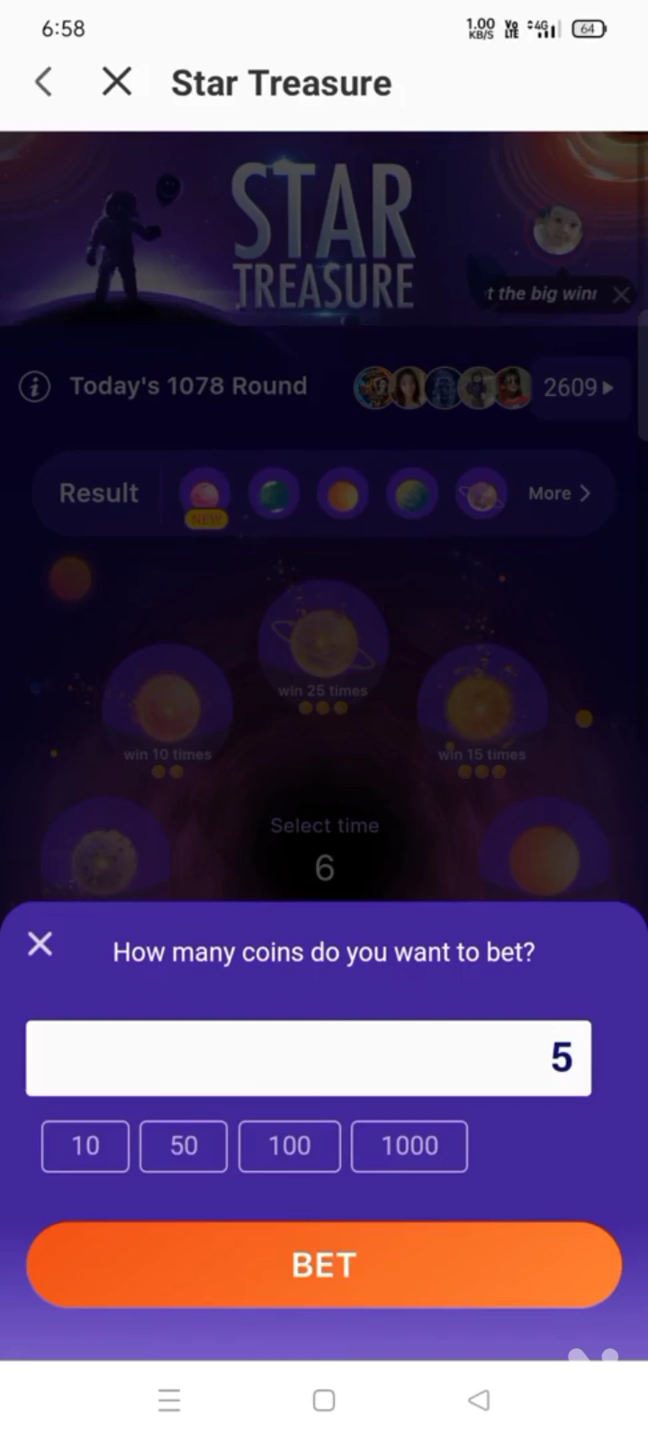 6:58
1.00
KB/S
Vo
LTE
4G
64
Star Treasure
STAR
TREASURE
t the big win
Today's 1078 Round
2609
Result
More
NEW
win 25 times
win 10 times
win 15 times
Select time
6
How many coins do you want to bet?
5
10 50 100 1000
BET